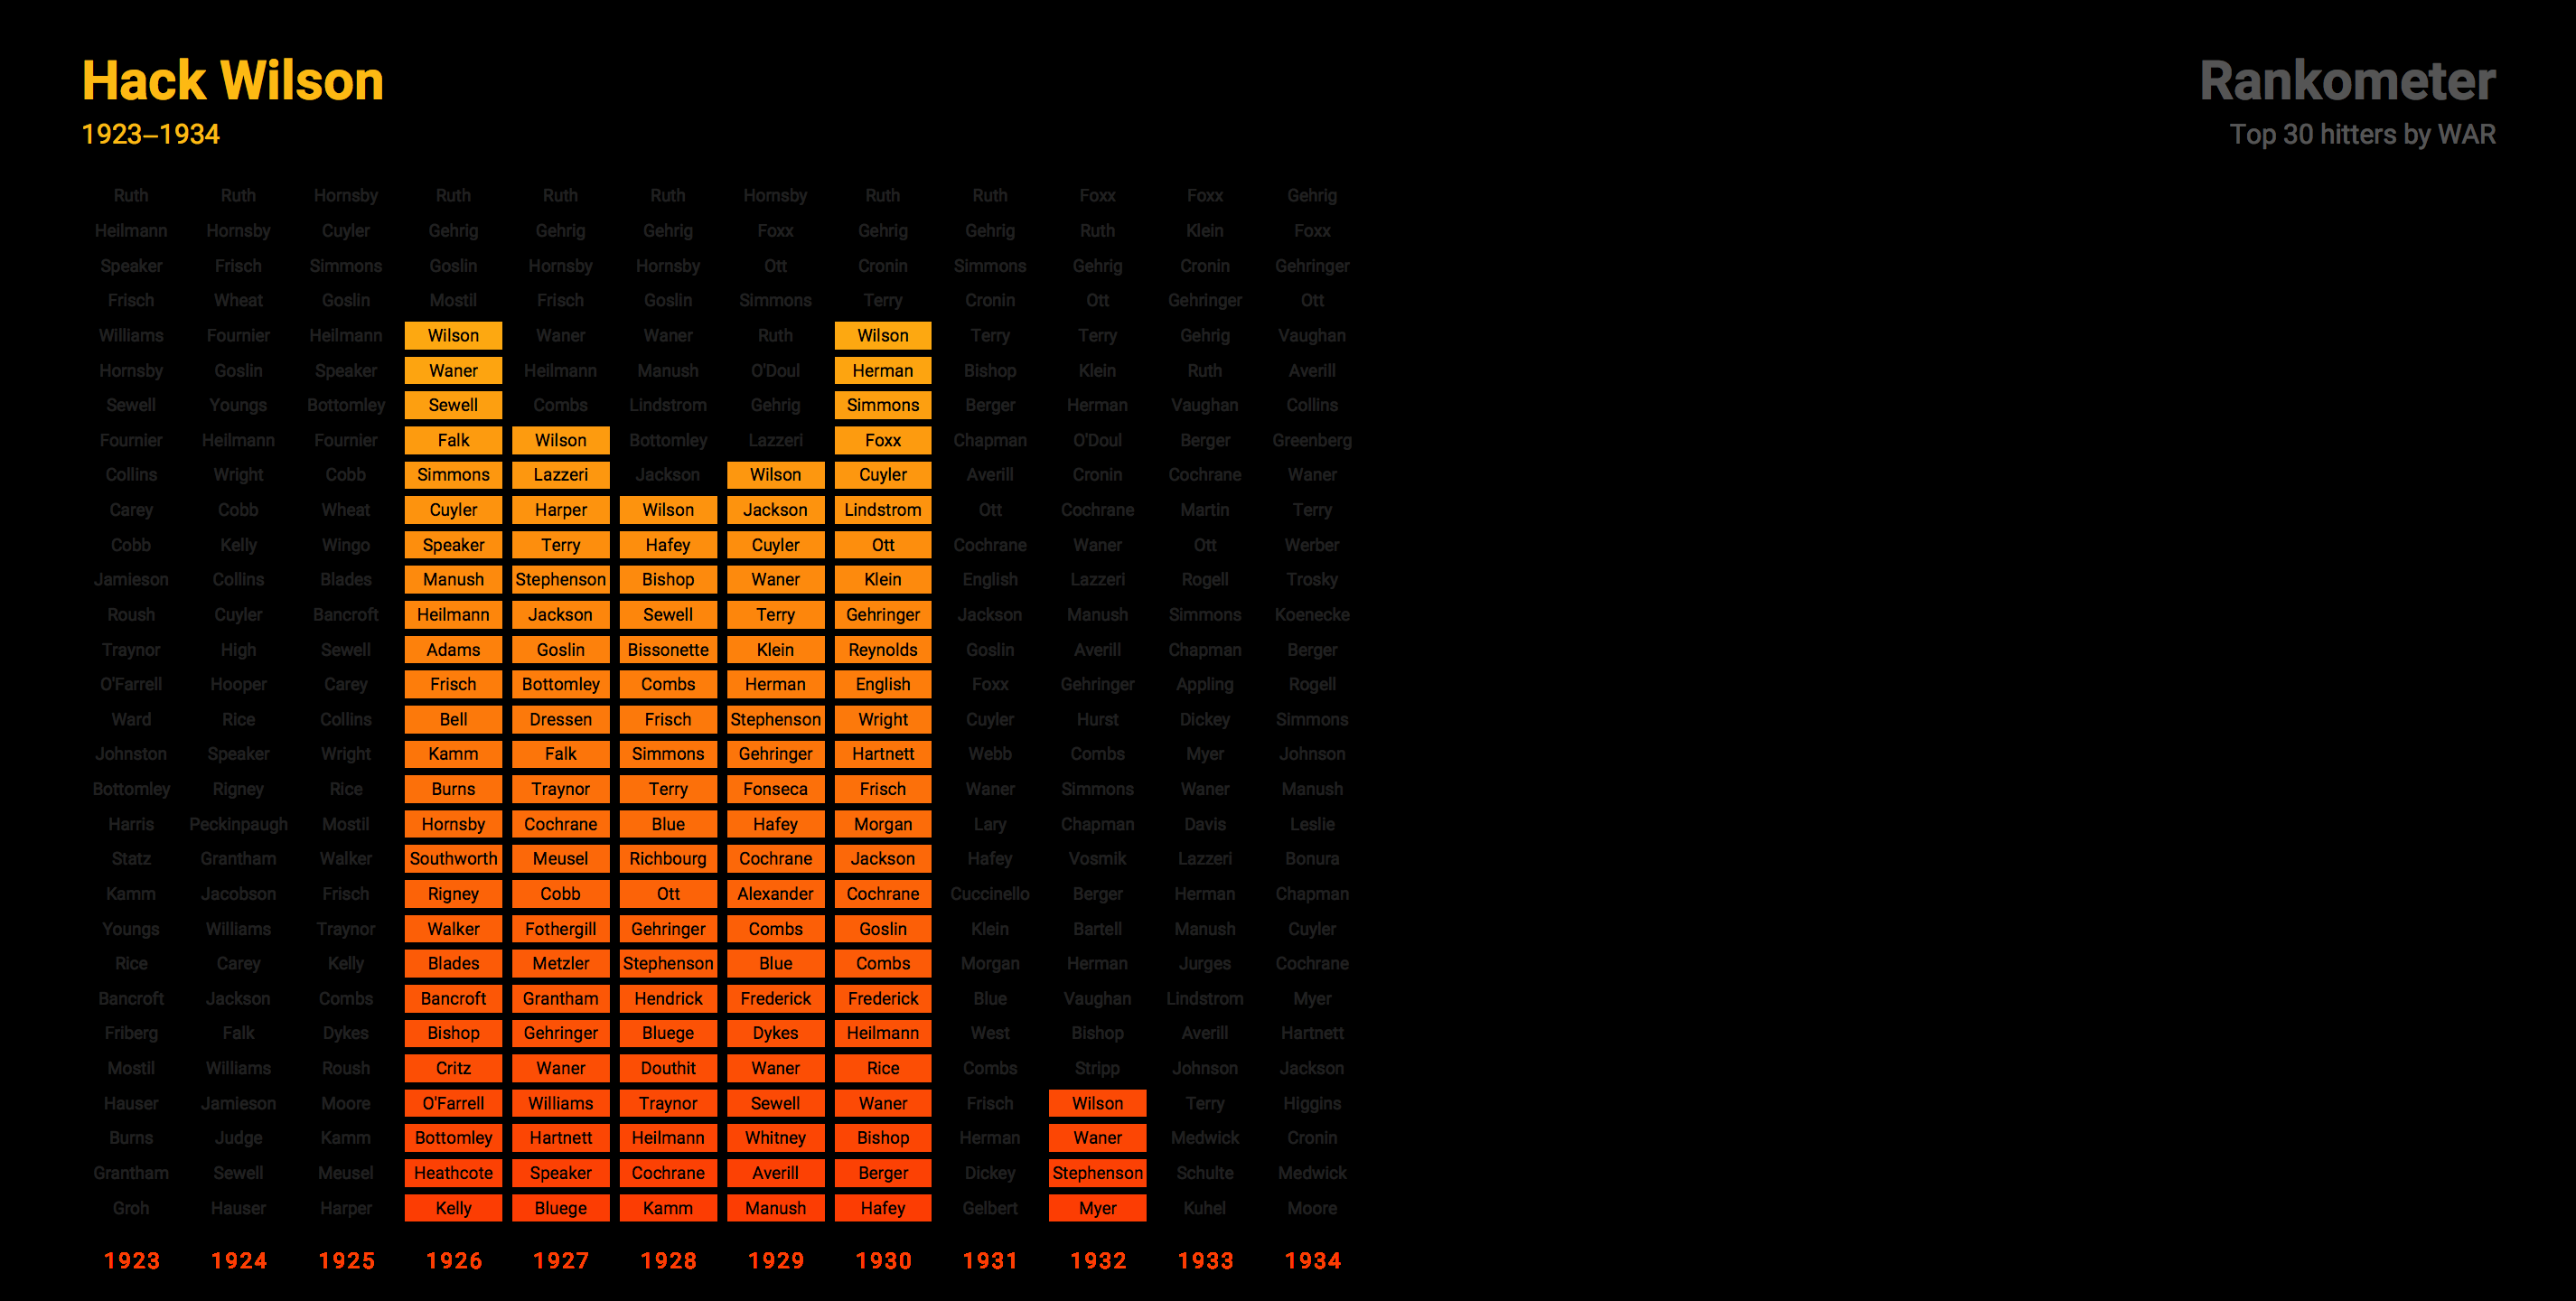 Hack Wilson
1923–1934
Rankometer
Top 30 hitters by WAR
Ruth Ruth Hornsby Ruth Ruth Ruth Hornsby Ruth Ruth Foxx Foxx Gehrig
Heilmann Hornsby Cuyler Gehrig Gehrig Gehrig Foxx Gehrig Gehrig Ruth Klein Foxx
Speaker Frisch Simmons Goslin Hornsby Hornsby Ott Cronin Simmons Gehrig Cronin Gehringer
Frisch Wheat Goslin Mostil Frisch Goslin Simmons Terry Cronin Ott Gehringer Ott
Williams Fournier Heilmann Wilson Waner Waner Ruth Wilson Terry Terry Gehrig Vaughan
Hornsby Goslin Speaker Waner Heilmann Manush O'Doul Herman Bishop Klein Ruth Averill
Sewell Youngs Bottomley Sewell Combs Lindstrom Gehrig Simmons Berger Herman Vaughan Collins
Fournier Heilmann Fournier Falk Wilson Bottomley Lazzeri Foxx Chapman O'Doul Berger Greenberg
Collins Wright Cobb Simmons Lazzeri Jackson Wilson Cuyler Averill Cronin Cochrane Waner
Carey Cobb Wheat Cuyler Harper Wilson Jackson Lindstrom Ott Cochrane Martin Terry
Cobb Kelly Wingo Speaker Terry Hafey Cuyler Ott Cochrane Waner Ott Werber
Jamieson Collins Blades Manush Stephenson Bishop Waner Klein English Lazzeri Rogell Trosky
Roush Cuyler Bancroft Heilmann Jackson Sewell Terry Gehringer Jackson Manush Simmons Koenecke
Traynor High Sewell Adams Goslin Bissonette Klein Reynolds Goslin Averill Chapman Berger
O'Farrell Hooper Carey Frisch Bottomley Combs Herman English Foxx Gehringer Appling Rogell
Ward Rice Collins Bell Dressen Frisch Stephenson Wright Cuyler Hurst Dickey Simmons
Johnston Speaker Wright Kamm Falk Simmons Gehringer Hartnett Webb Combs Myer Johnson
Bottomley Rigney Rice Burns Traynor Terry Fonseca Frisch Waner Simmons Waner Manush
Harris Peckinpaugh Mostil Hornsby Cochrane Blue Hafey Morgan Lary Chapman Davis Leslie
Statz Grantham Walker Southworth Meusel Richbourg Cochrane Jackson Hafey Vosmik Lazzeri Bonura
Kamm Jacobson Frisch Rigney Cobb Ott Alexander Cochrane Cuccinello Berger Herman Chapman
Youngs Williams Traynor Walker Fothergill Gehringer Combs Goslin Klein Bartell Manush Cuyler
Rice Carey Kelly Blades Metzler Stephenson Blue Combs Morgan Herman Jurges Cochrane
Bancroft Jackson Combs Bancroft Grantham Hendrick Frederick Frederick Blue Vaughan Lindstrom Myer
Friberg Falk Dykes Bishop Gehringer Bluege Dykes Heilmann West Bishop Averill Hartnett
Mostil Williams Roush Critz Waner Douthit Waner Rice Combs Stripp Johnson Jackson
Hauser Jamieson Moore O'Farrell Williams Traynor Sewell Waner Frisch Wilson Terry Higgins
Burns Judge Kamm Bottomley Hartnett Heilmann Whitney Bishop Herman Waner Medwick Cronin
Grantham Sewell Meusel Heathcote Speaker Cochrane Averill Berger Dickey Stephenson Schulte Medwick
Groh Hauser Harper Kelly Bluege Kamm Manush Hafey Gelbert Myer Kuhel Moore
1923 1924 1925 1926 1927 1928 1929 1930 1931 1932 1933 1934